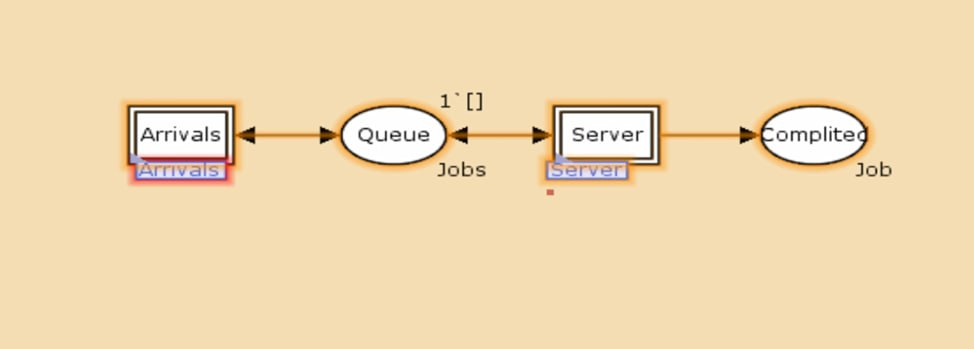 1`[]
Arrivals
Queue
Server
Complited
Arrivals
Jobs
Server
Job